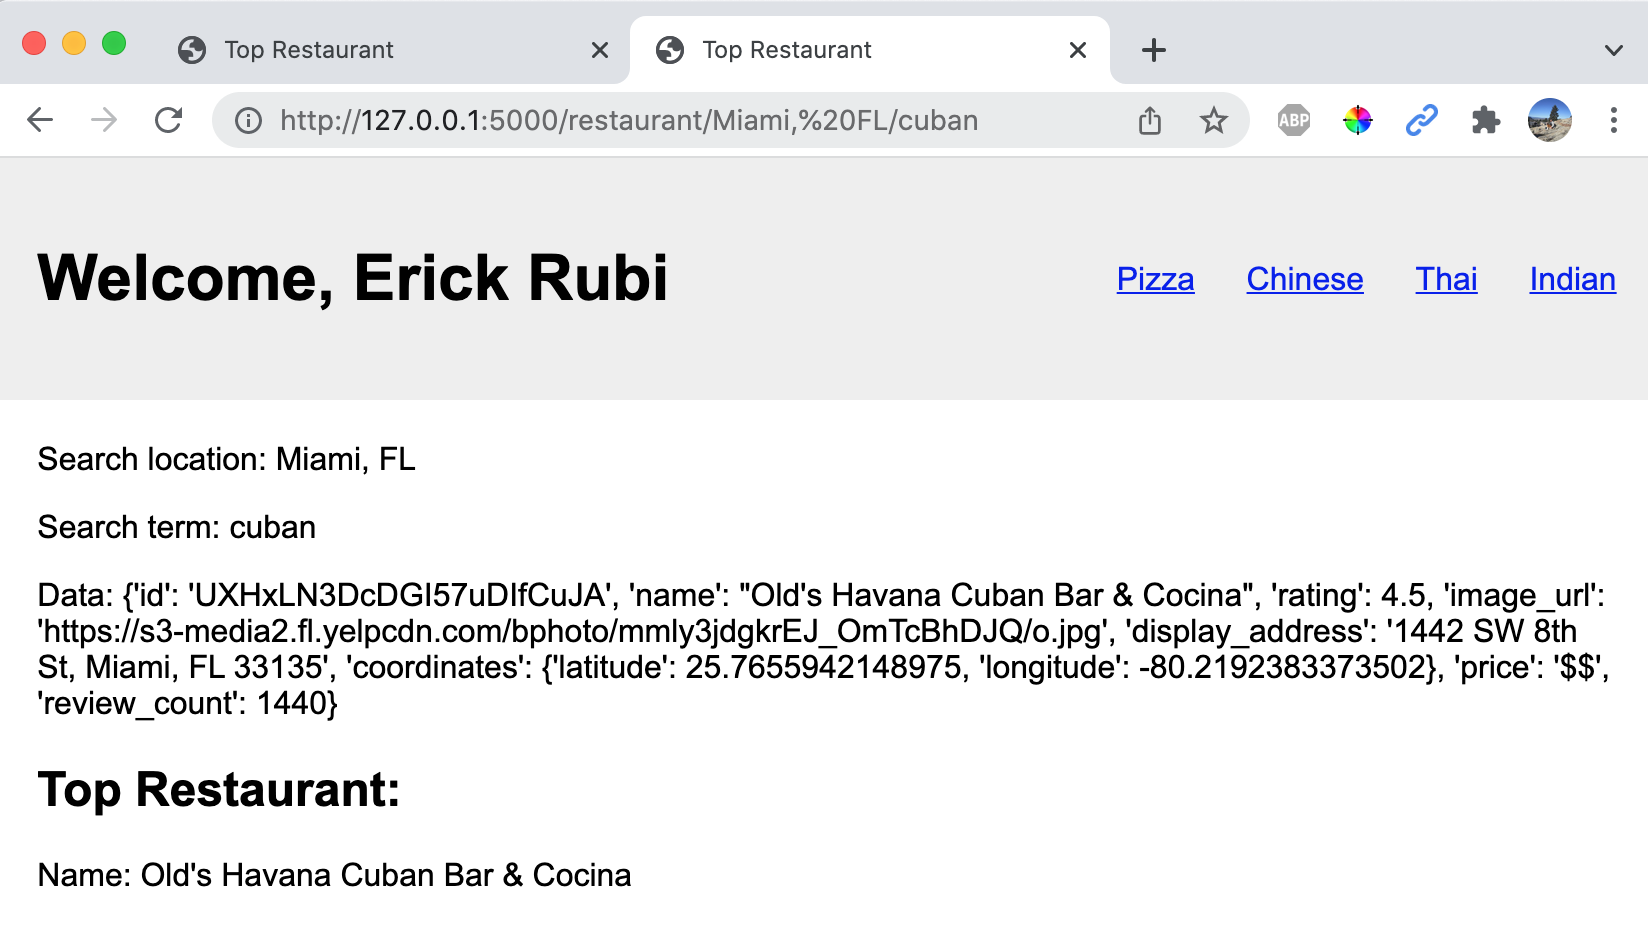 Top Restaurant
Top Restaurant
http://127.0.0.1:5000/restaurant/Miami,%20FL/cuban
ABP
Welcome, Erick Rubi
Pizza Chinese Thai Indian
Search location: Miami, FL
Search term: cuban
Data: {'id': 'UXHxLN3DcDGI57uDIfCuJA', 'name': "Old's Havana Cuban Bar & Cocina", 'rating': 4.5, 'image_url':
'https://s3-media2.fl.yelpcdn.com/bphoto/mmly3jdgkrEJ_OmTcBhDJQ/o.jpg', 'display_address': '1442 SW 8th
St, Miami, FL 33135', 'coordinates': {'latitude': 25.7655942148975, 'longitude': -80.2192383373502}, 'price': '$$',
'review_count': 1440}
Top Restaurant:
Name: Old's Havana Cuban Bar & Cocina